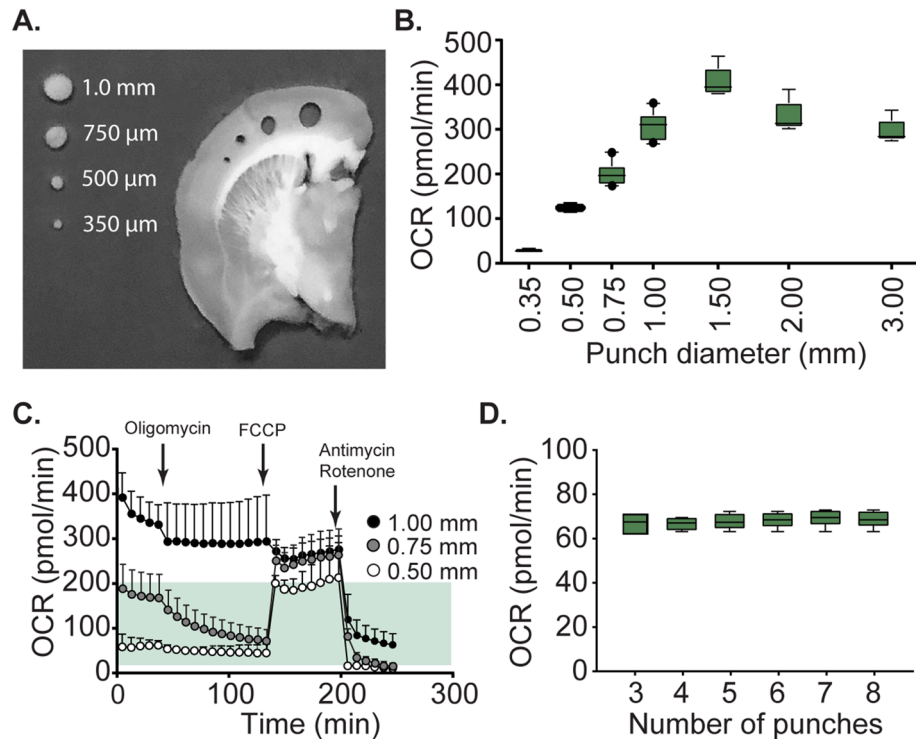 A.
1.0 mm
750 µm
500 µm
350 µm
B.
OCR (pmol/min)
500
400
300
200
100
0
0.35
0.50
0.75
1.00
1.50
2.00
3.00
Punch diameter (mm)
C.
Oligomycin
FCCP
Antimycin
Rotenone
OCR (pmol/min)
500
400
300
200
100
0
1.00 mm
0.75 mm
0.50 mm
0 100 200 300
Time (min)
D.
OCR (pmol/min)
100
80
60
40
20
0
3 4 5 6 7 8
Number of punches